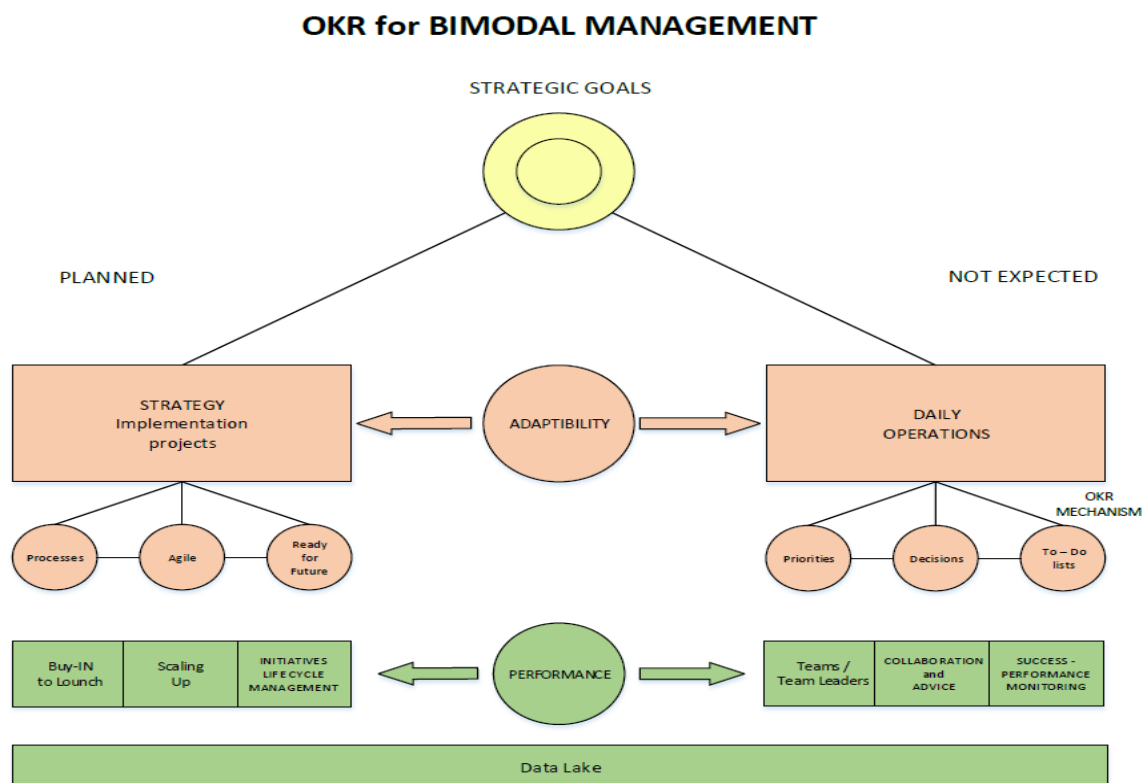 OKR for BIMODAL MANAGEMENT
STRATEGIC GOALS
PLANNED
NOT EXPECTED
STRATEGY
Implementation
projects
ADAPTIBILITY
DAILY
OPERATIONS
OKR
MECHANISM
Processes
Agile
Ready
for
Future
Priorities
Decisions
To – Do
lists
Buy-IN
to Lounch
Scaling
Up
INITIATIVES
LIFE CYCLE
MANAGEMENT
PERFORMANCE
Teams /
Team Leaders
COLLABORATION
and
ADVICE
SUCCESS -
PERFORMANCE
MONITORING
Data Lake